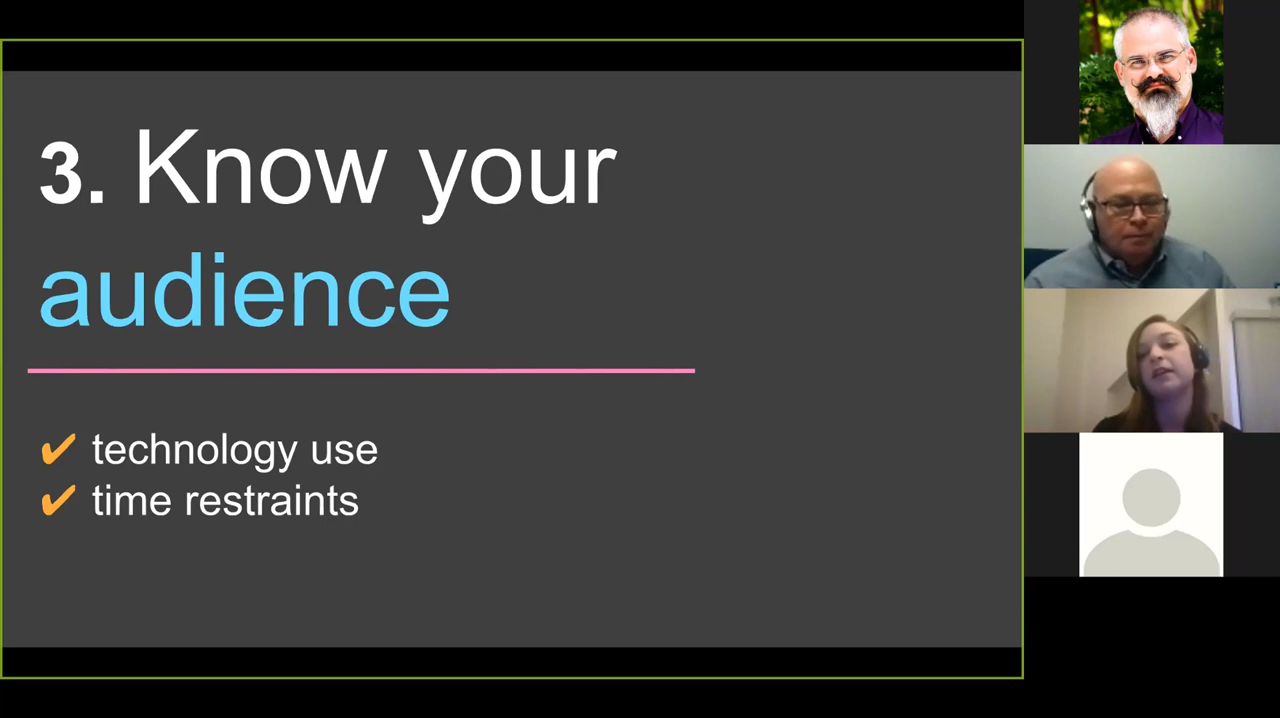 3. Know your
audience
✔ technology use
✔ time restraints